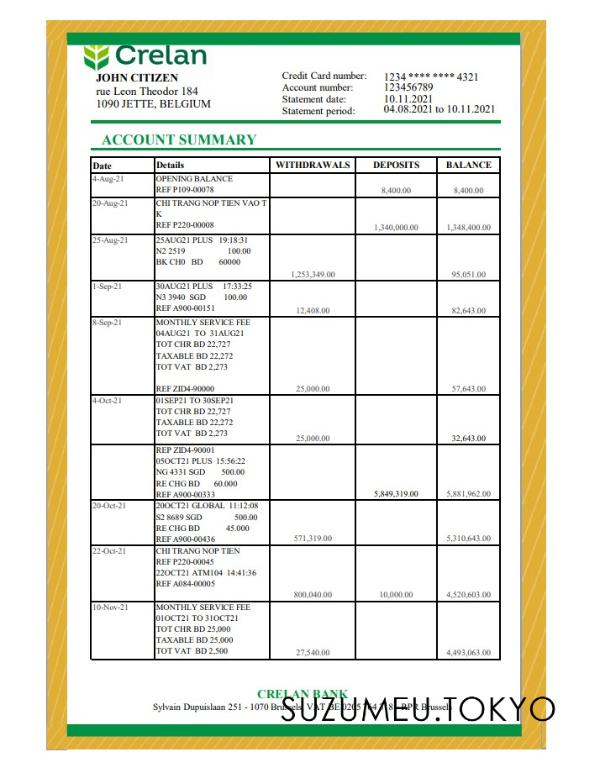 Crelan
JOHN CITIZEN
rue Leon Theodor 184
1090 JETTE, BELGIUM
Credit Card number: 1234 **** **** 4321
Account number: 123456789
Statement date: 10.11.2021
Statement period: 04.08.2021 to 10.11.2021
ACCOUNT SUMMARY
Date Details WITHDRAWALS DEPOSITS BALANCE
4-Aug-21 OPENING BALANCE
REF P109-00078 8,400.00 8,400.00
20-Aug-21 CHI TRANG NOP TIEN VAO T
K
REF P220-00008 1,340,000.00 1,348,400.00
25-Aug-21 25AUG21 PLUS 19:18:31
N2 2519 100.00
BK CH0 BD 60000
1,253,349.00 95,051.00
1-Sep-21 30AUG21 PLUS 17:33:25
N3 3940 SGD 100.00
REF A900-00151 12,408.00 82,643.00
8-Sep-21 MONTHLY SERVICE FEE
04AUG21 TO 31AUG21
TOT CHR BD 22,727
TAXABLE BD 22,272
TOT VAT BD 2,273
REF ZID4-90000 25,000.00 57,643.00
4-Oct-21 01SEP21 TO 30SEP21
TOT CHR BD 22,727
TAXABLE BD 22,272
TOT VAT BD 2,273 25,000.00 32,643.00
REP ZID4-90001
05OCT21 PLUS 15:56:22
NG 4331 SGD 500.00
RE CHG BD 60.000
REF A900-00333 5,849,319.00 5,881,962.00
20-Oct-21 20OCT21 GLOBAL 11:12:08
S2 8689 SGD 500.00
RE CHG BD 45.000
REF A900-00436 571,319.00 5,310,643.00
22-Oct-21 CHI TRANG NOP TIEN
REF P220-00045
22OCT21 ATM104 14:41:36
REF A084-00005
800,040.00 10,000.00 4,520,603.00
10-Nov-21 MONTHLY SERVICE FEE
01OCT21 TO 31OCT21
TOT CHR BD 25,000
TAXABLE BD 25,000
TOT VAT BD 2,500 27,540.00 4,493,063.00
CRELAN BANK
Sylvain Dupuislaan 251 - 1070 Brussels VAT BE RPR Brussels
SUZUMEU.TOKYO